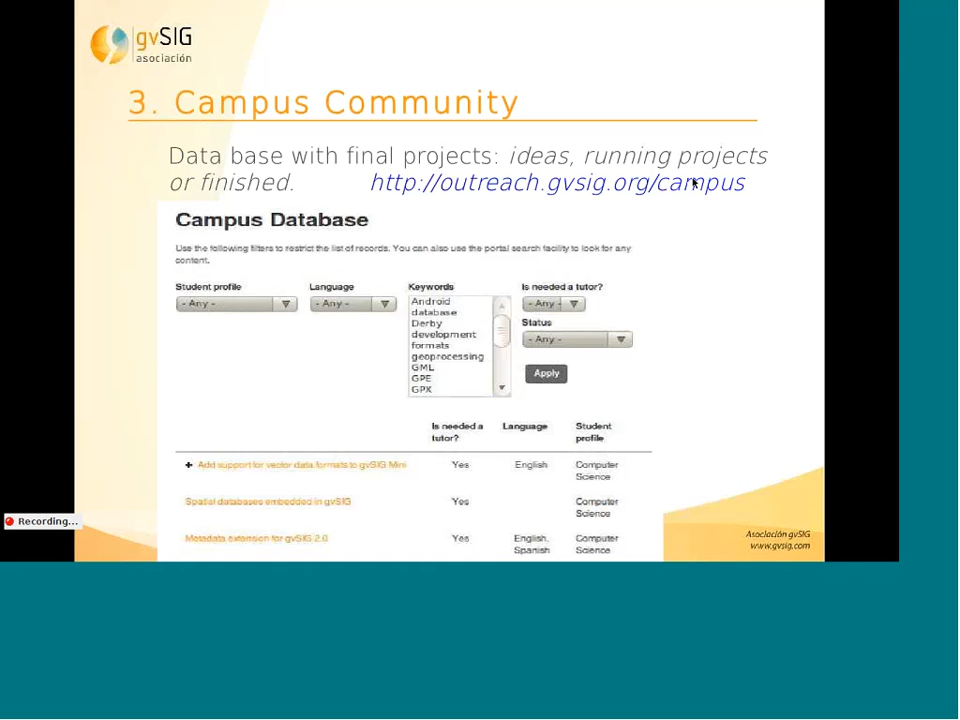 gvSIG
asociación
3. Campus Community
Data base with final projects: ideas, running projects
or finished. http://outreach.gvsig.org/campus
Campus Database
Use the following filters to restrict the list of records. You can also use the portal search facility to look for any
content.
Student profile Language Keywords Is needed a tutor?
- Any - - Any - - Any -
Android
database
Derby
development
formats
geoprocessing
GML
GPE
GPX
Status
- Any -
Apply
Is needed a Language Student
tutor? profile
Add support for vector data formats to gvSIG Mini Yes English Computer
Science
Spatial databases embedded in gvSIG Yes Computer
Science
Metadata extension for gvSIG 2.0 Yes English, Computer
Spanish Science
Recording...
Asociación gvSIG
www.gvsig.com